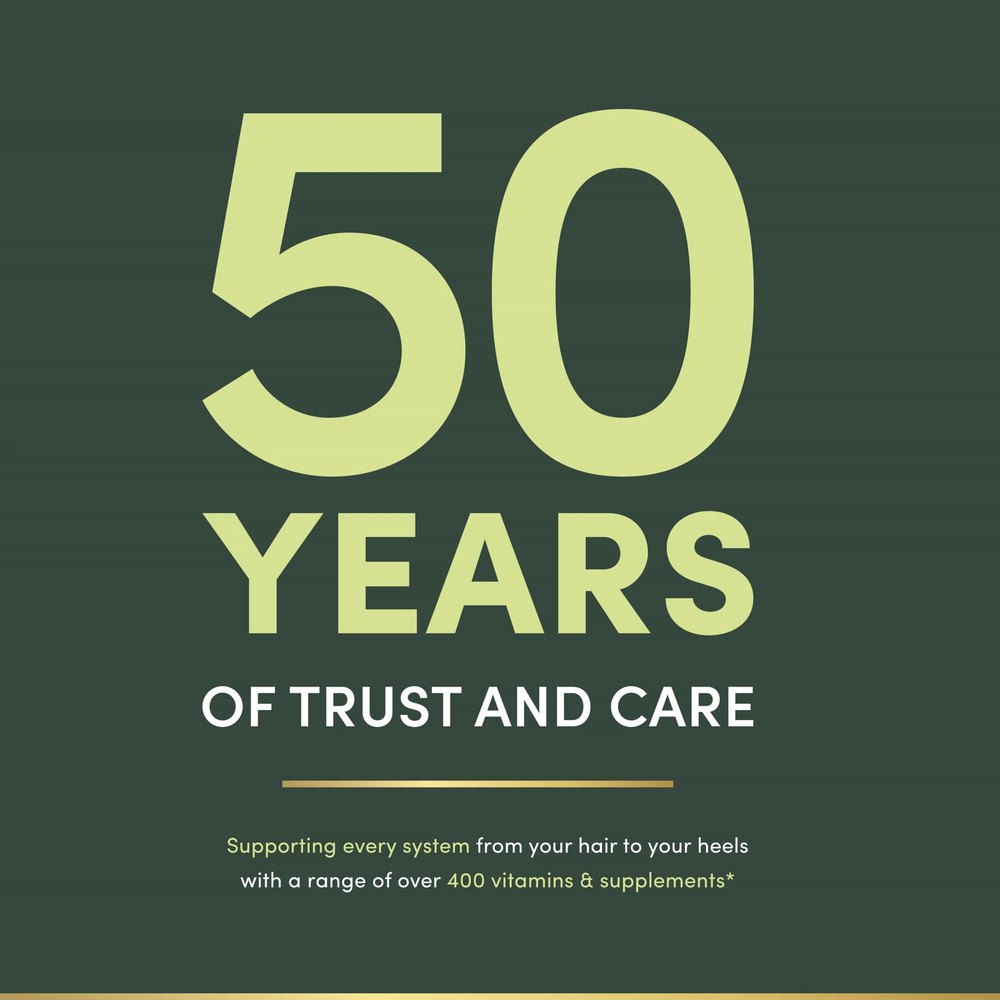 50
YEARS
OF TRUST AND CARE
Supporting every system from your hair to your heels
with a range of over 400 vitamins & supplements*